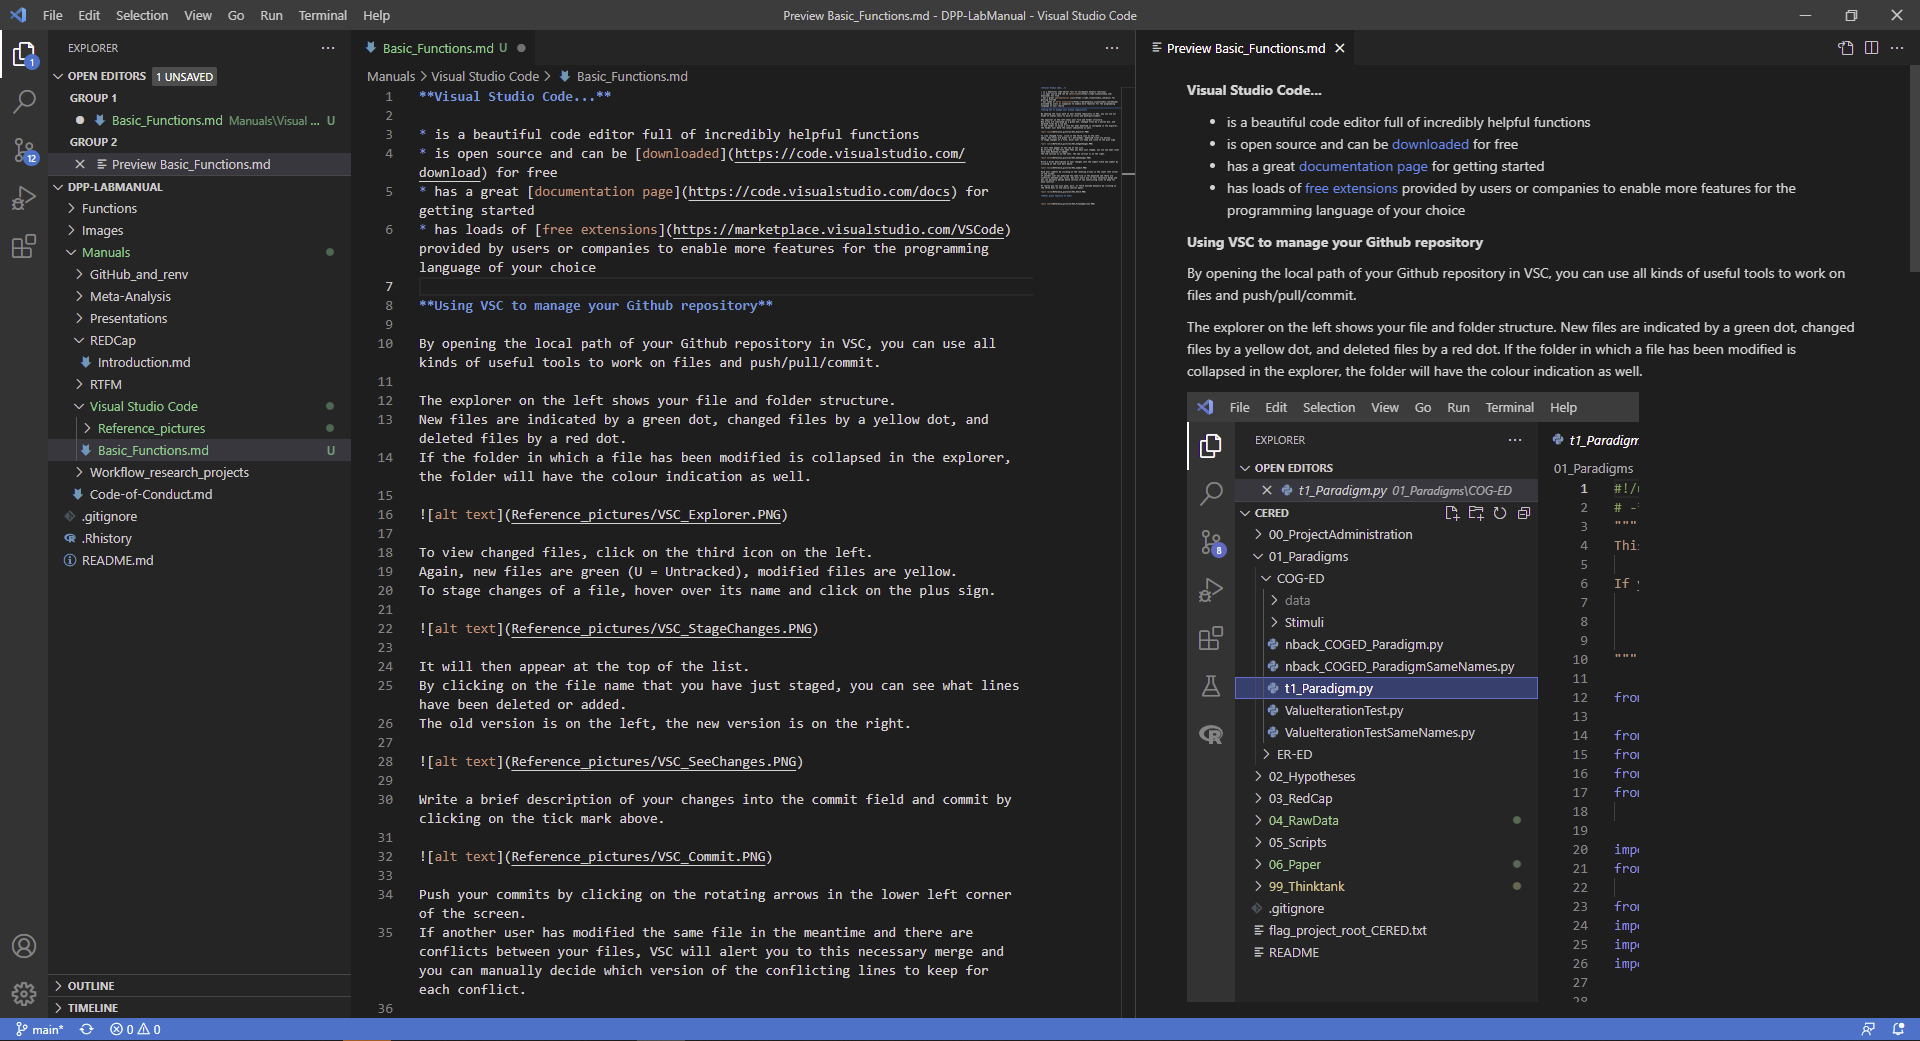 File Edit Selection View Go Run Terminal Help
Preview Basic_Functions.md - DPP-LabManual - Visual Studio Code
EXPLORER
OPEN EDITORS 1 UNSAVED
GROUP 1
Basic_Functions.md Manuals\Visual ... U
GROUP 2
Preview Basic_Functions.md
DPP-LABMANUAL
Functions
Images
Manuals
GitHub_and_renv
Meta-Analysis
Presentations
REDCap
Introduction.md
RTFM
Visual Studio Code
Reference_pictures
Basic_Functions.md U
Workflow_research_projects
Code-of-Conduct.md
.gitignore
.Rhistory
README.md
OUTLINE
TIMELINE
1
12
Basic_Functions.md U
Manuals > Visual Studio Code > Basic_Functions.md
1 **Visual Studio Code...**
2
3 * is a beautiful code editor full of incredibly helpful functions
4 * is open source and can be [downloaded](https://code.visualstudio.com/
download) for free
5 * has a great [documentation page](https://code.visualstudio.com/docs) for
getting started
6 * has loads of [free extensions](https://marketplace.visualstudio.com/VSCode)
provided by users or companies to enable more features for the programming
language of your choice
7
8 **Using VSC to manage your Github repository**
9
10 By opening the local path of your Github repository in VSC, you can use all
kinds of useful tools to work on files and push/pull/commit.
11
12 The explorer on the left shows your file and folder structure.
13 New files are indicated by a green dot, changed files by a yellow dot, and
deleted files by a red dot.
14 If the folder in which a file has been modified is collapsed in the explorer,
the folder will have the colour indication as well.
15
16 ![alt text](Reference_pictures/VSC_Explorer.PNG)
17
18 To view changed files, click on the third icon on the left.
19 Again, new files are green (U = Untracked), modified files are yellow.
20 To stage changes of a file, hover over its name and click on the plus sign.
21
22 ![alt text](Reference_pictures/VSC_StageChanges.PNG)
23
24 It will then appear at the top of the list.
25 By clicking on the file name that you have just staged, you can see what lines
have been deleted or added.
26 The old version is on the left, the new version is on the right.
27
28 ![alt text](Reference_pictures/VSC_SeeChanges.PNG)
29
30 Write a brief description of your changes into the commit field and commit by
clicking on the tick mark above.
31
32 ![alt text](Reference_pictures/VSC_Commit.PNG)
33
34 Push your commits by clicking on the rotating arrows in the lower left corner
of the screen.
35 If another user has modified the same file in the meantime and there are
conflicts between your files, VSC will alert you to this necessary merge and
you can manually decide which version of the conflicting lines to keep for
each conflict.
36
Preview Basic_Functions.md
Visual Studio Code...
• is a beautiful code editor full of incredibly helpful functions
• is open source and can be downloaded for free
• has a great documentation page for getting started
• has loads of free extensions provided by users or companies to enable more features for the
programming language of your choice
Using VSC to manage your Github repository
By opening the local path of your Github repository in VSC, you can use all kinds of useful tools to work on
files and push/pull/commit.
The explorer on the left shows your file and folder structure. New files are indicated by a green dot, changed
files by a yellow dot, and deleted files by a red dot. If the folder in which a file has been modified is
collapsed in the explorer, the folder will have the colour indication as well.
File Edit Selection View Go Run Terminal Help
EXPLORER
OPEN EDITORS
t1_Paradigm.py 01_Paradigms\COG-ED
CERED
00_ProjectAdministration
01_Paradigms
COG-ED
data
Stimuli
nback_COGED_Paradigm.py
nback_COGED_ParadigmSameNames.py
t1_Paradigm.py
ValueIterationTest.py
ValueIterationTestSameNames.py
ER-ED
02_Hypotheses
03_RedCap
04_RawData
05_Scripts
06_Paper
99_Thinktank
.gitignore
flag_project_root_CERED.txt
README
8
t1_Paradigm
01_Paradigms
1 #!/
2 # -
3 """
4 This
5
6 If
7
8
9
10 """
11
12 from
13
14 from
15 from
16 from
17 from
18
19
20 impo
21 from
22
23 from
24 impo
25 impo
26 impo
27
28
main* 0 0